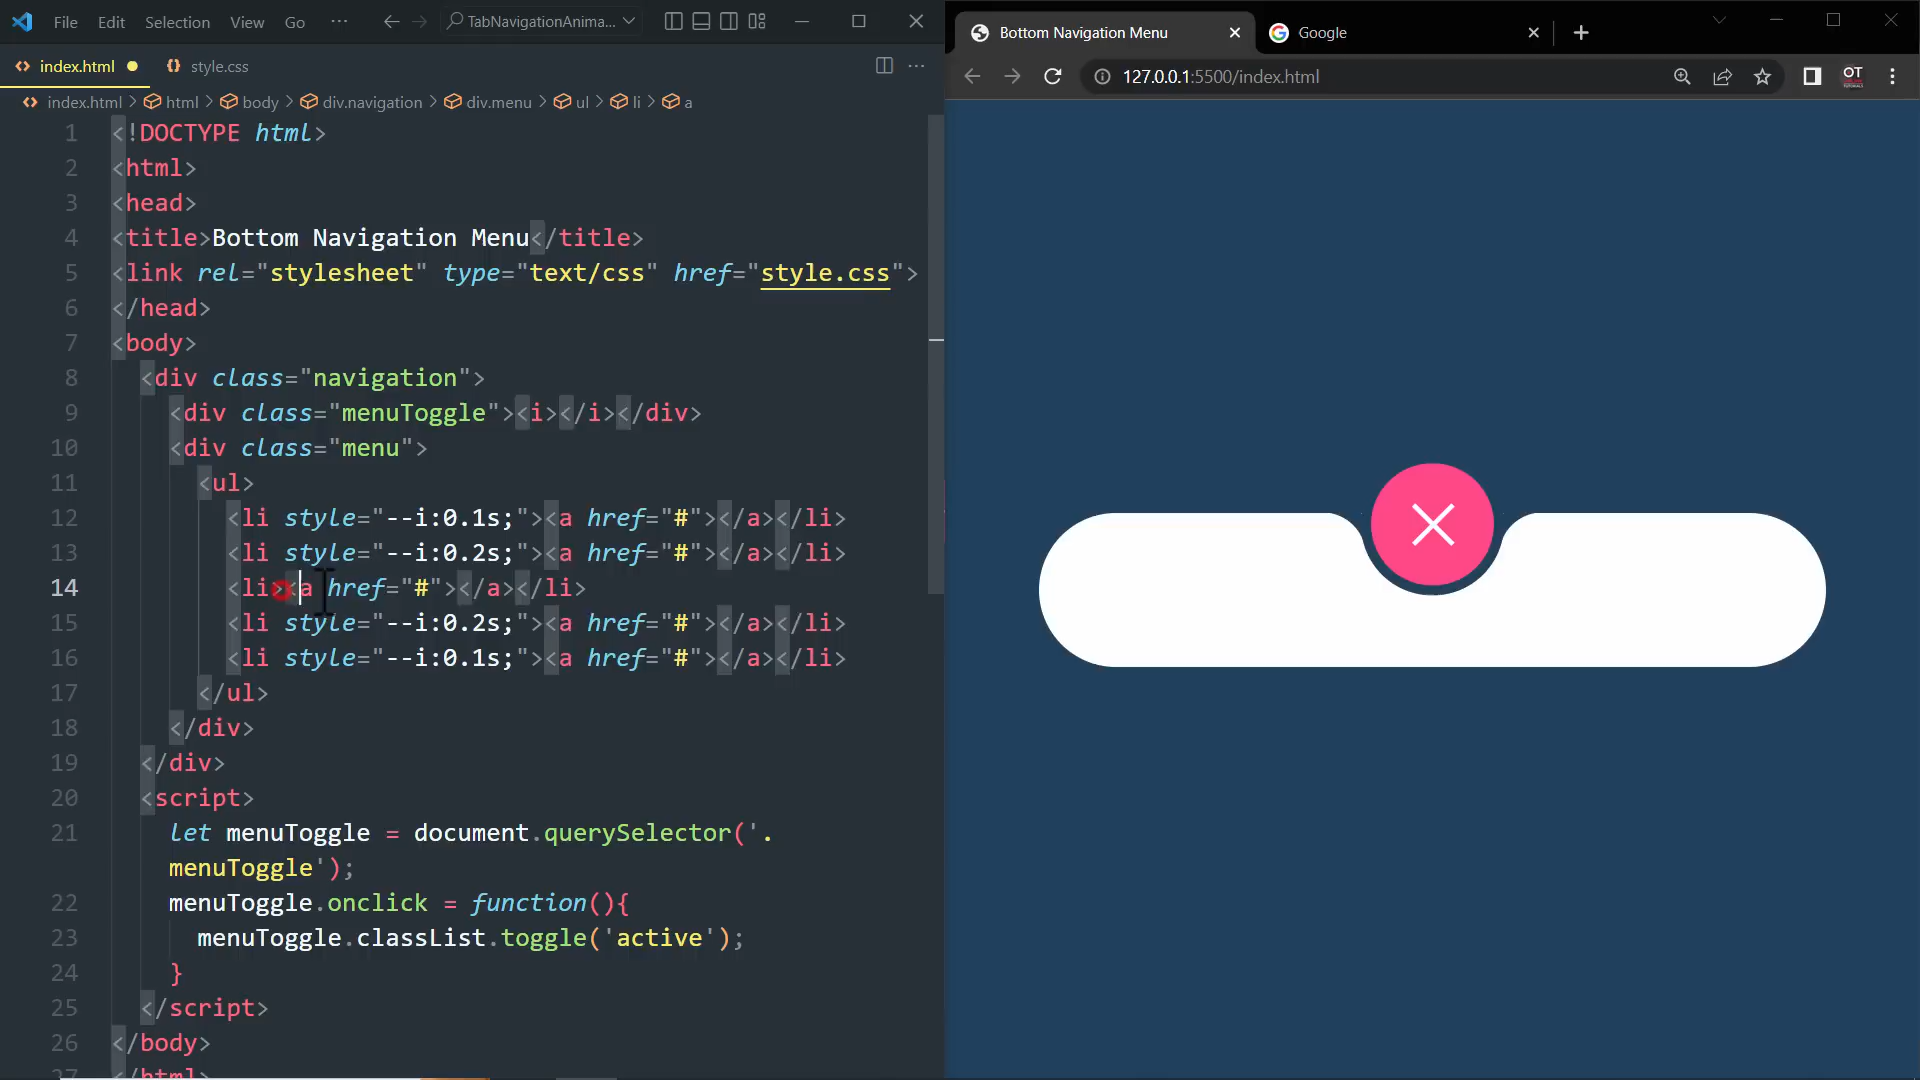 File Edit Selection View Go ··· TabNavigationAnima...
index.html style.css ···
index.html > html > body > div.navigation > div.menu > ul > li > a
1 <!DOCTYPE html>
2 <html>
3 <head>
4 <title>Bottom Navigation Menu</title>
5 <link rel="stylesheet" type="text/css" href="style.css">
6 </head>
7 <body>
8 <div class="navigation">
9 <div class="menuToggle"><i></i></div>
10 <div class="menu">
11 <ul>
12 <li style="--i:0.1s;"><a href="#"></a></li>
13 <li style="--i:0.2s;"><a href="#"></a></li>
14 <li><a href="#"></a></li>
15 <li style="--i:0.2s;"><a href="#"></a></li>
16 <li style="--i:0.1s;"><a href="#"></a></li>
17 </ul>
18 </div>
19 </div>
20 <script>
21 let menuToggle = document.querySelector('.
menuToggle');
22 menuToggle.onclick = function(){
23 menuToggle.classList.toggle('active');
24 }
25 </script>
26 </body>
27 </html>
Bottom Navigation Menu Google
127.0.0.1:5500/index.html OT